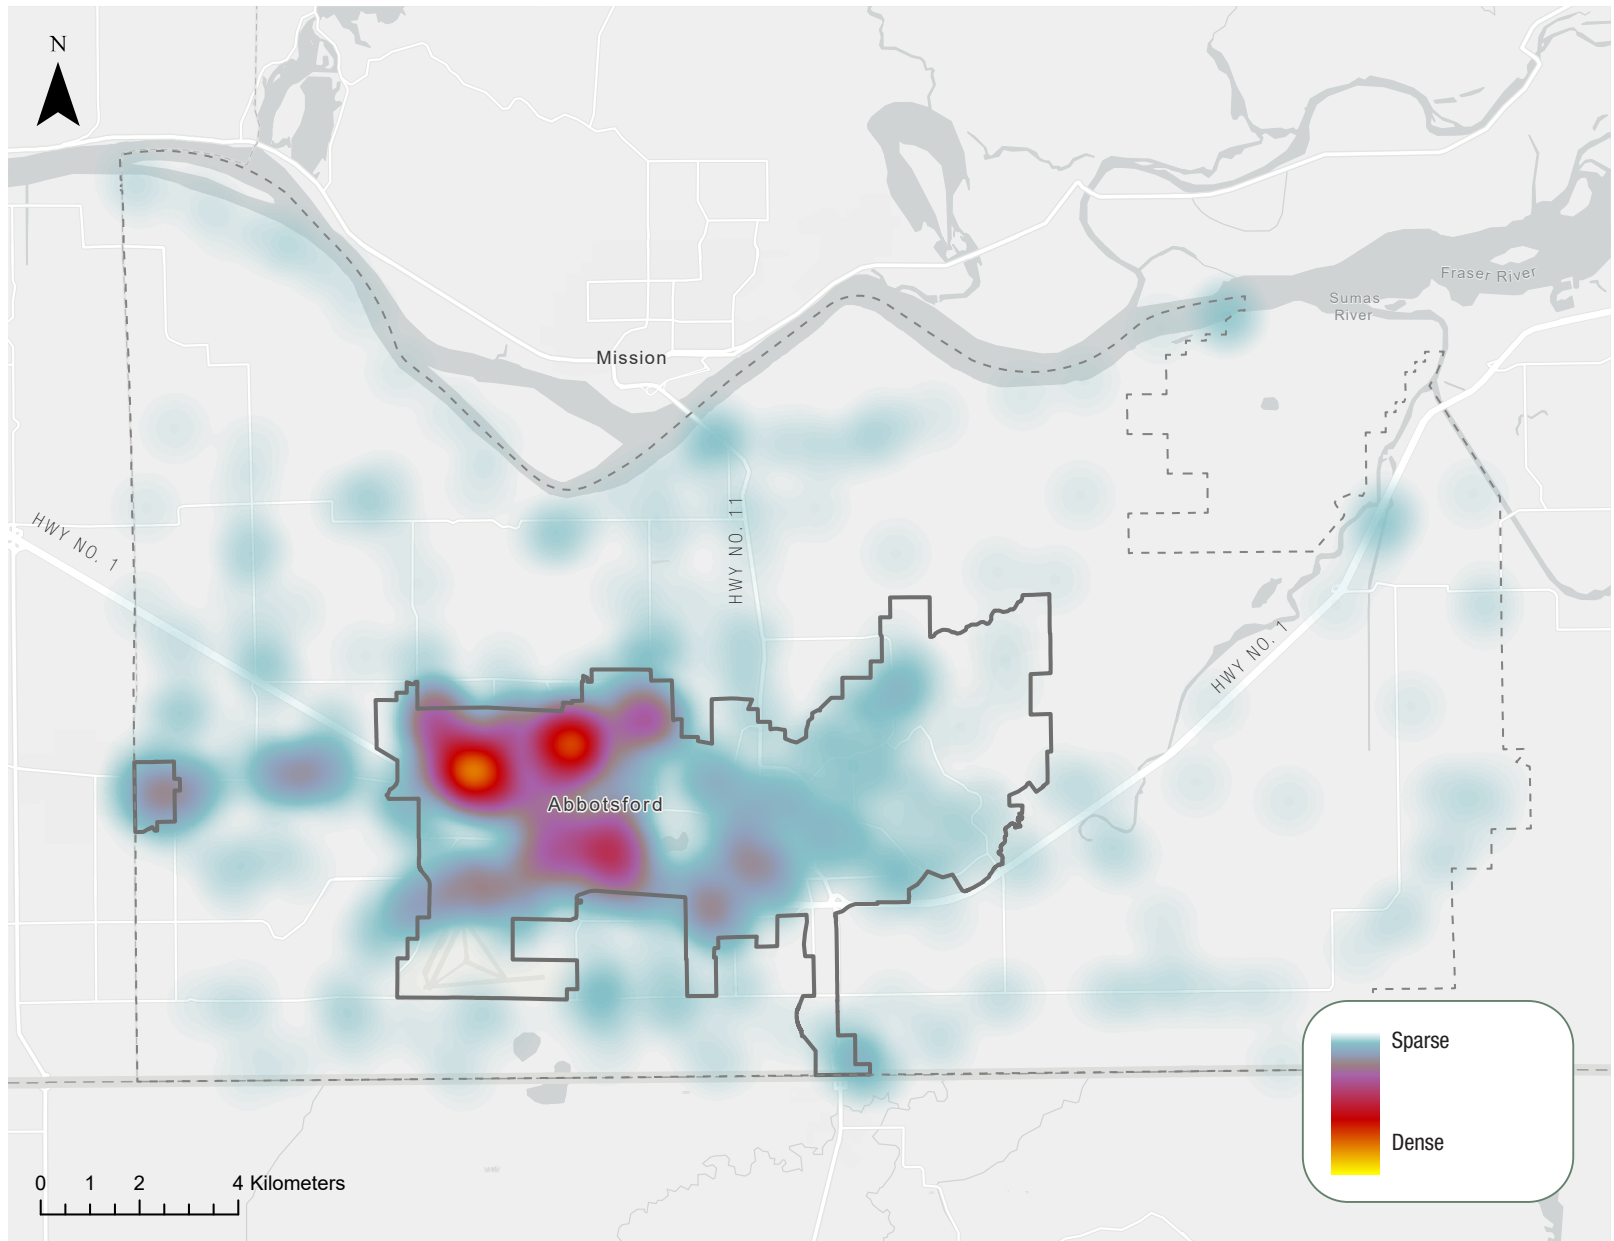 N
Fraser River
Sumas
River
Mission
HWY NO. 11
HWY NO. 1
HWY NO. 1
Abbotsford
Sparse
Dense
0 1 2 4 Kilometers